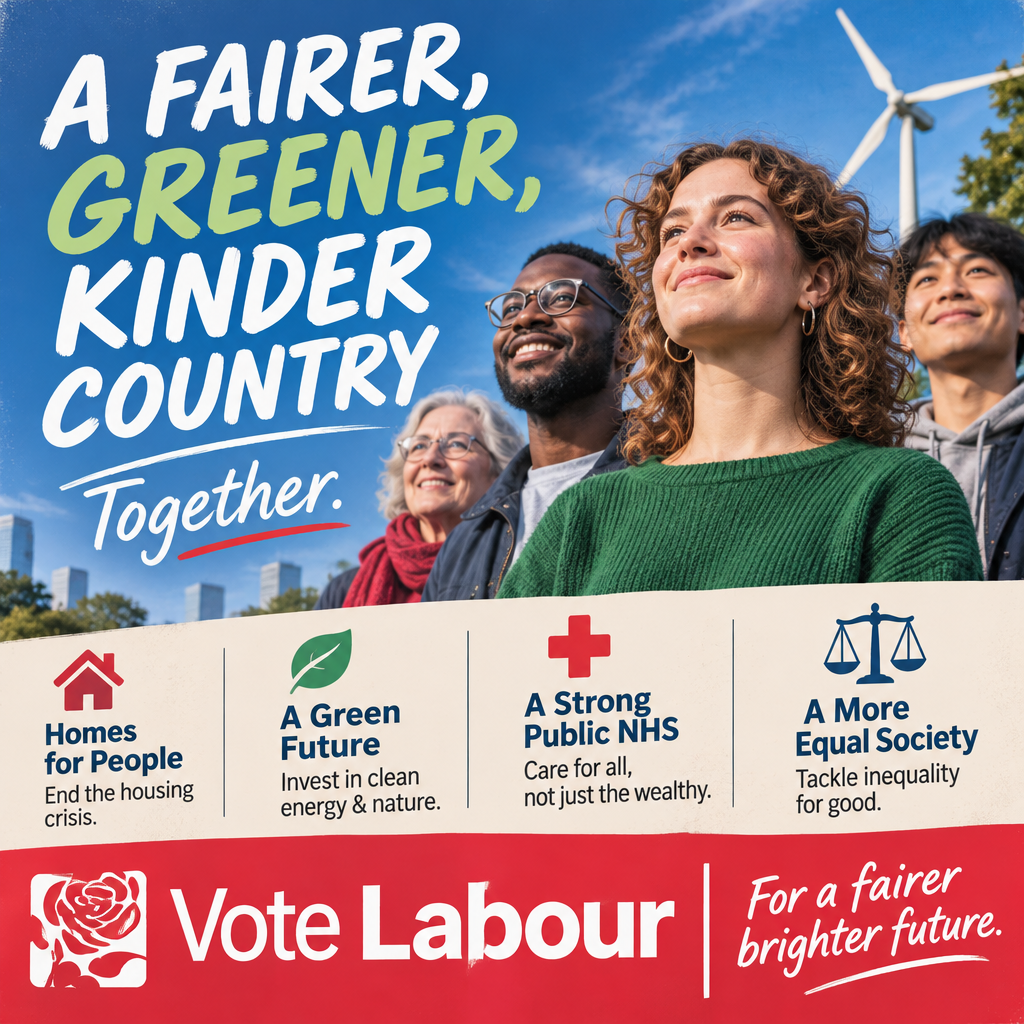 A FAIRER,
GREENER,
KINDER
COUNTRY
Together.
Homes
for People
End the housing
crisis.
A Green
Future
Invest in clean
energy & nature.
A Strong
Public NHS
Care for all,
not just the wealthy.
A More
Equal Society
Tackle inequality
for good.
Vote Labour
For a fairer
brighter future.